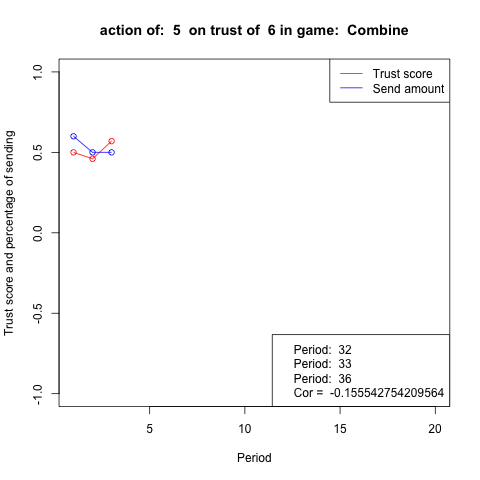 action of:  5  on trust of  6 in game:  Combine
Trust score
Send amount
1.0
0.5
0.0
-0.5
-1.0
Trust score and percentage of sending
Period:  32
Period:  33
Period:  36
Cor =  -0.155542754209564
5
10
15
20
Period